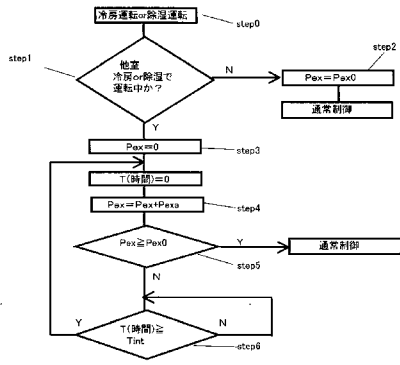 冷房運転or除湿運転
step0
step1
他室
冷房or除湿で
運転中か？
N
step2
Pex=Pex0
通常制御
Y
Pex=0
step3
T(時間)=0
Pex=Pex+Pexa
step4
Pex≧Pex0
Y
通常制御
step5
N
Y
T(時間)≧
Tint
N
step6